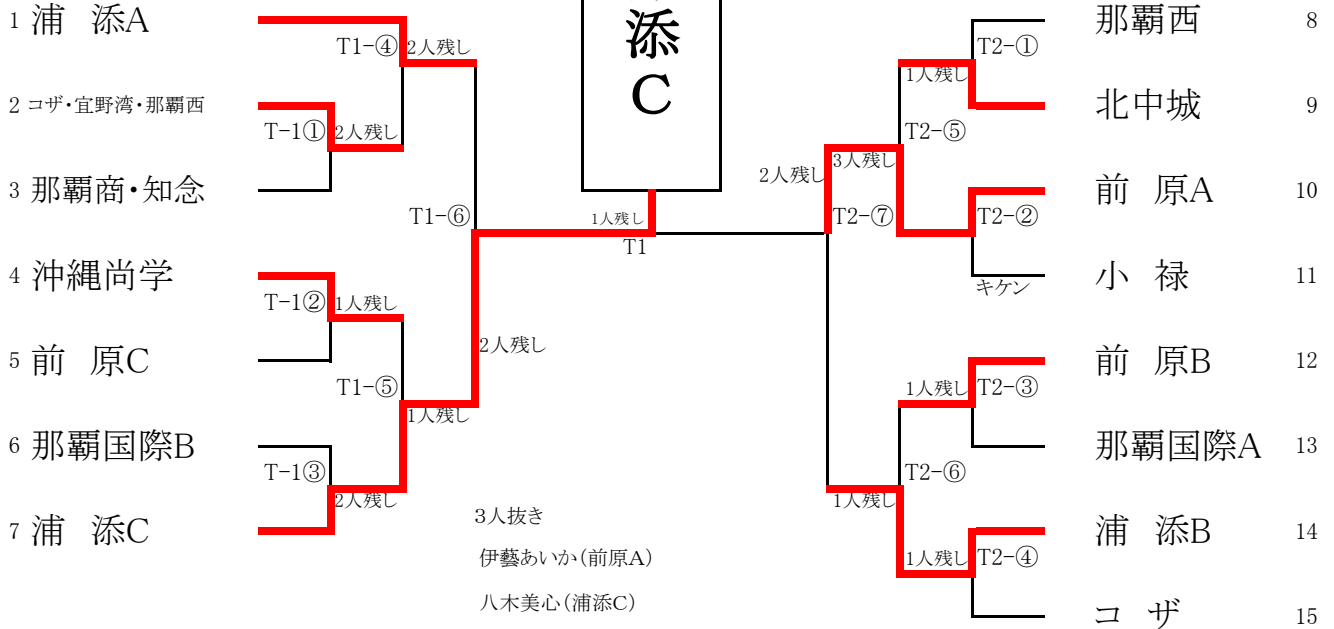 添
C
1 浦 添A
T1-④ 2人残し
2 コザ・宜野湾・那覇西
T-1① 2人残し
3 那覇商・知念
T1-⑥
4 沖縄尚学
T-1② 1人残し
5 前 原C
T1-⑤
2人残し
1人残し
6 那覇国際B
T-1③
2人残し
7 浦 添C
1人残し
T1
3人抜き
伊藝あいか(前原A)
八木美心(浦添C)
那覇西 8
T2-①
1人残し
北中城 9
T2-⑤
3人残し
2人残し
T2-⑦
前 原A 10
T2-②
小 禄 11
キケン
前 原B 12
1人残し T2-③
那覇国際A 13
T2-⑥
1人残し
浦 添B 14
1人残し T2-④
コ ザ 15